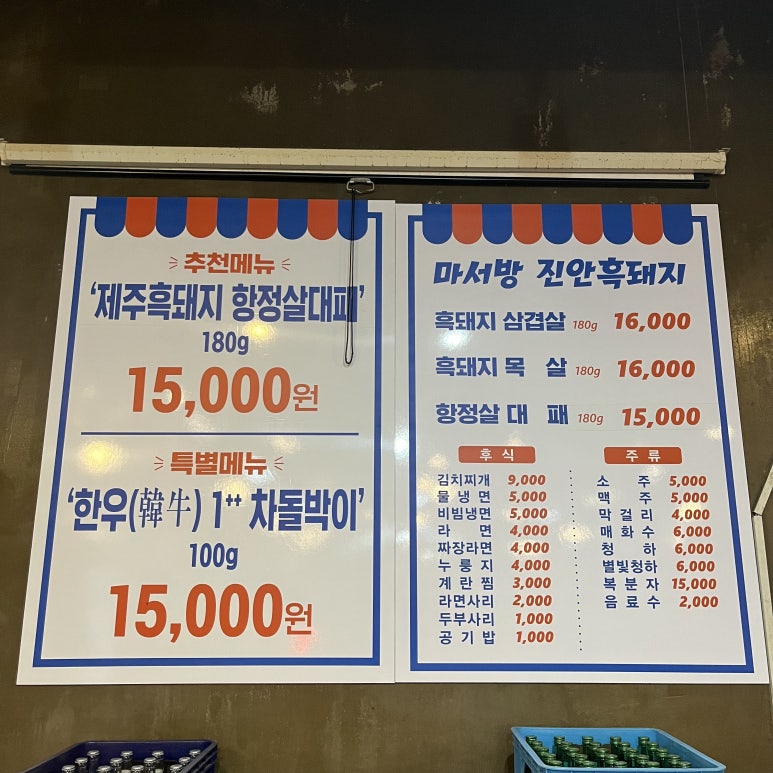 추천메뉴
‘제주흑돼지 항정살대패’
180g
15,000원
특별메뉴
‘한우(韓牛) 1++ 차돌박이’
100g
15,000원
마서방 진안흑돼지
흑돼지 삼겹살 180g 16,000
흑돼지 목 살 180g 16,000
항정살 대 패 180g 15,000
후 식
김치찌개 9,000
물 냉 면 5,000
비빔냉면 5,000
라 면 4,000
짜장라면 4,000
누 룽 지 4,000
계 란 찜 3,000
라면사리 2,000
두부사리 1,000
공 기 밥 1,000
주 류
소 주 5,000
맥 주 5,000
막 걸 리 4,000
매 화 수 6,000
청 하 6,000
별빛청하 6,000
복 분 자 15,000
음 료 수 2,000